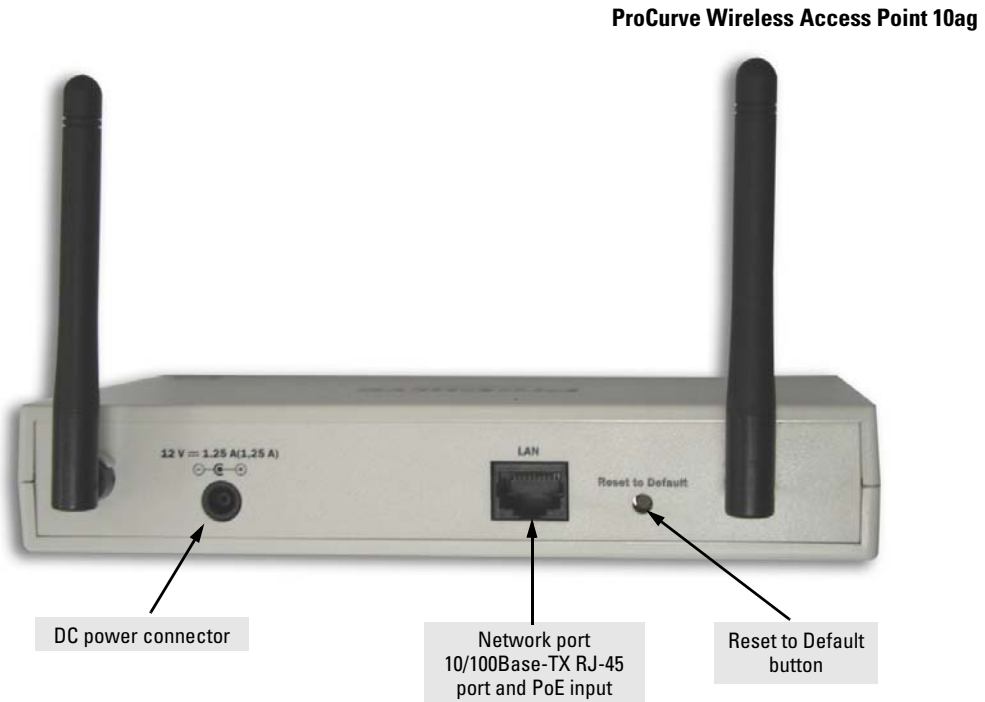 ProCurve Wireless Access Point 10ag
12 V ⎓ 1.25 A(1,25 A)
LAN
Reset to Default
DC power connector
Network port
10/100Base-TX RJ-45
port and PoE input
Reset to Default
button